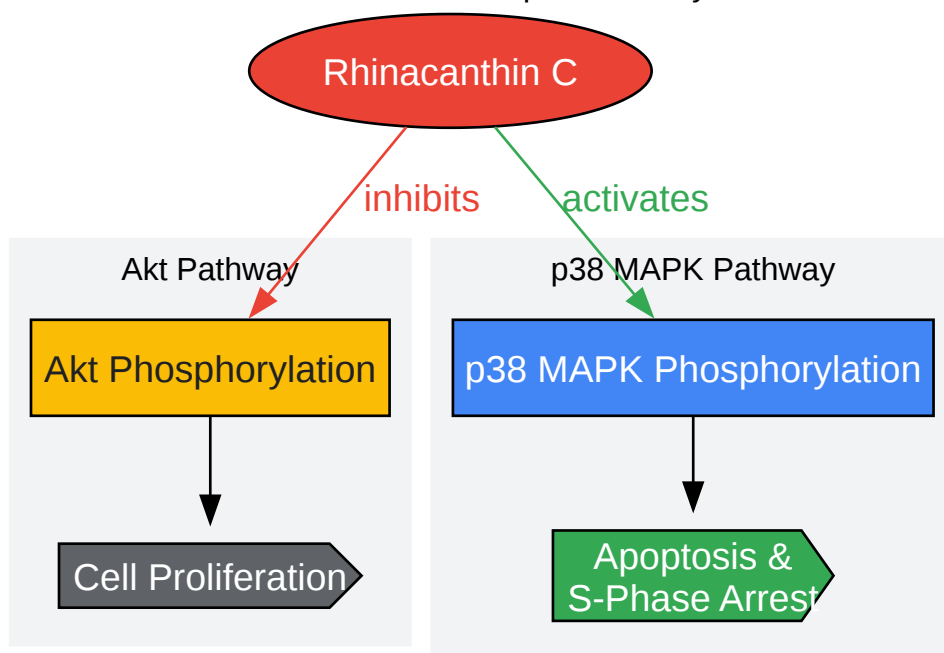 Rhinacanthin C
inhibits
activates
Akt Pathway
p38 MAPK Pathway
Akt Phosphorylation
p38 MAPK Phosphorylation
Cell Proliferation
Apoptosis &
S-Phase Arrest